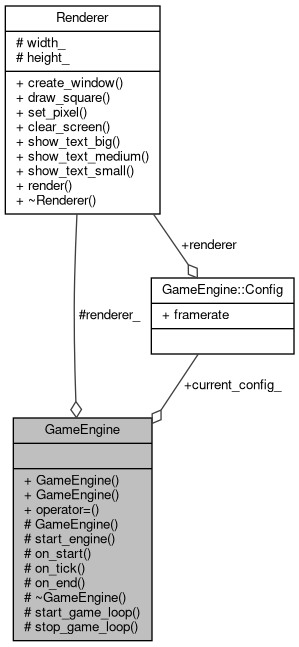 Renderer
# width_
# height_
+ create_window()
+ draw_square()
+ set_pixel()
+ clear_screen()
+ show_text_big()
+ show_text_medium()
+ show_text_small()
+ render()
+ ~Renderer()
+renderer
GameEngine::Config
+ framerate
#renderer_
+current_config_
GameEngine
+ GameEngine()
+ GameEngine()
+ operator=()
# GameEngine()
# start_engine()
# on_start()
# on_tick()
# on_end()
# ~GameEngine()
# start_game_loop()
# stop_game_loop()